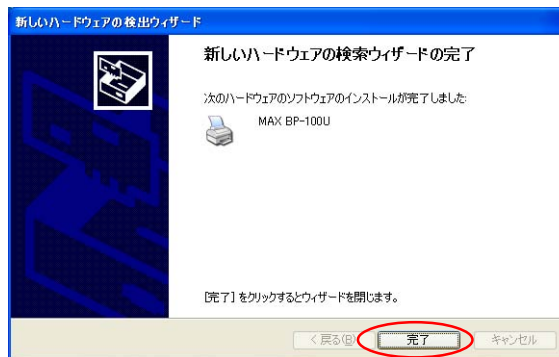 新しいハードウェアの検出ウィザード
新しいハードウェアの検索ウィザードの完了
次のハードウェアのソフトウェアのインストールが完了しました:
MAX BP-100U
[完了] をクリックするとウィザードを閉じます。
< 戻る(B)
完了
キャンセル